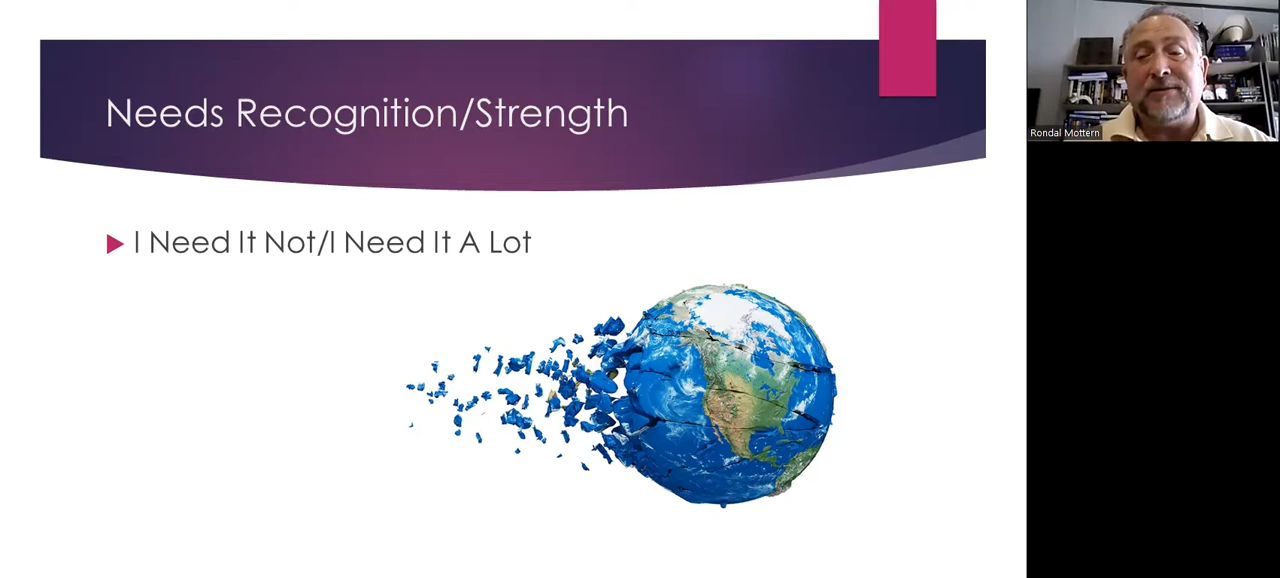 Needs Recognition/Strength
I Need It Not/I Need It A Lot
Rondal Mottern